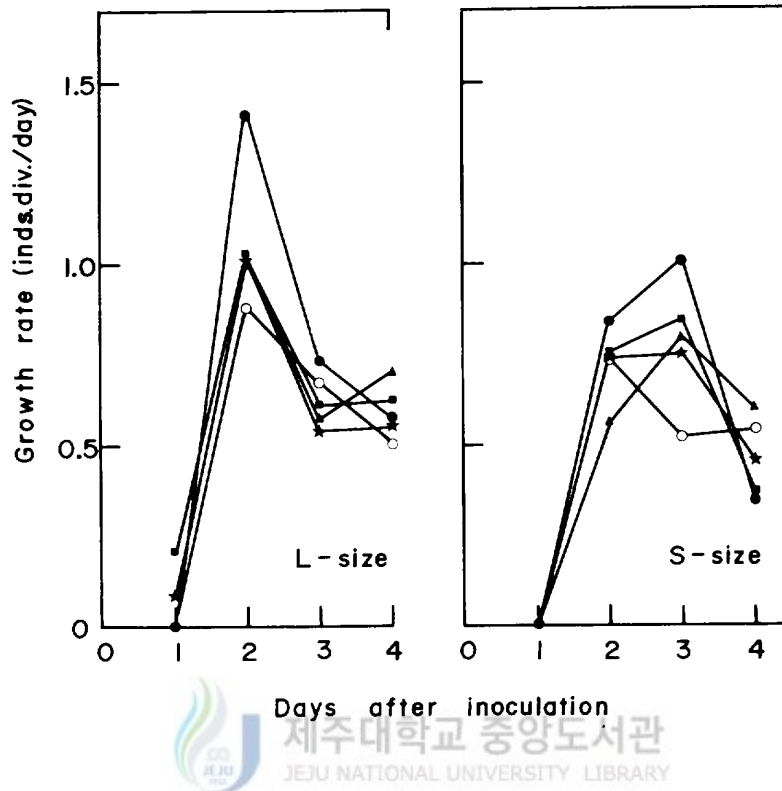 Growth rate (inds.div./day)
1.5
1.0
0.5
0
L-size
S-size
0 1 2 3 4
0 1 2 3 4
Days after inoculation
제주대학교 중앙도서관
JEJU NATIONAL UNIVERSITY LIBRARY
JEJU
1952